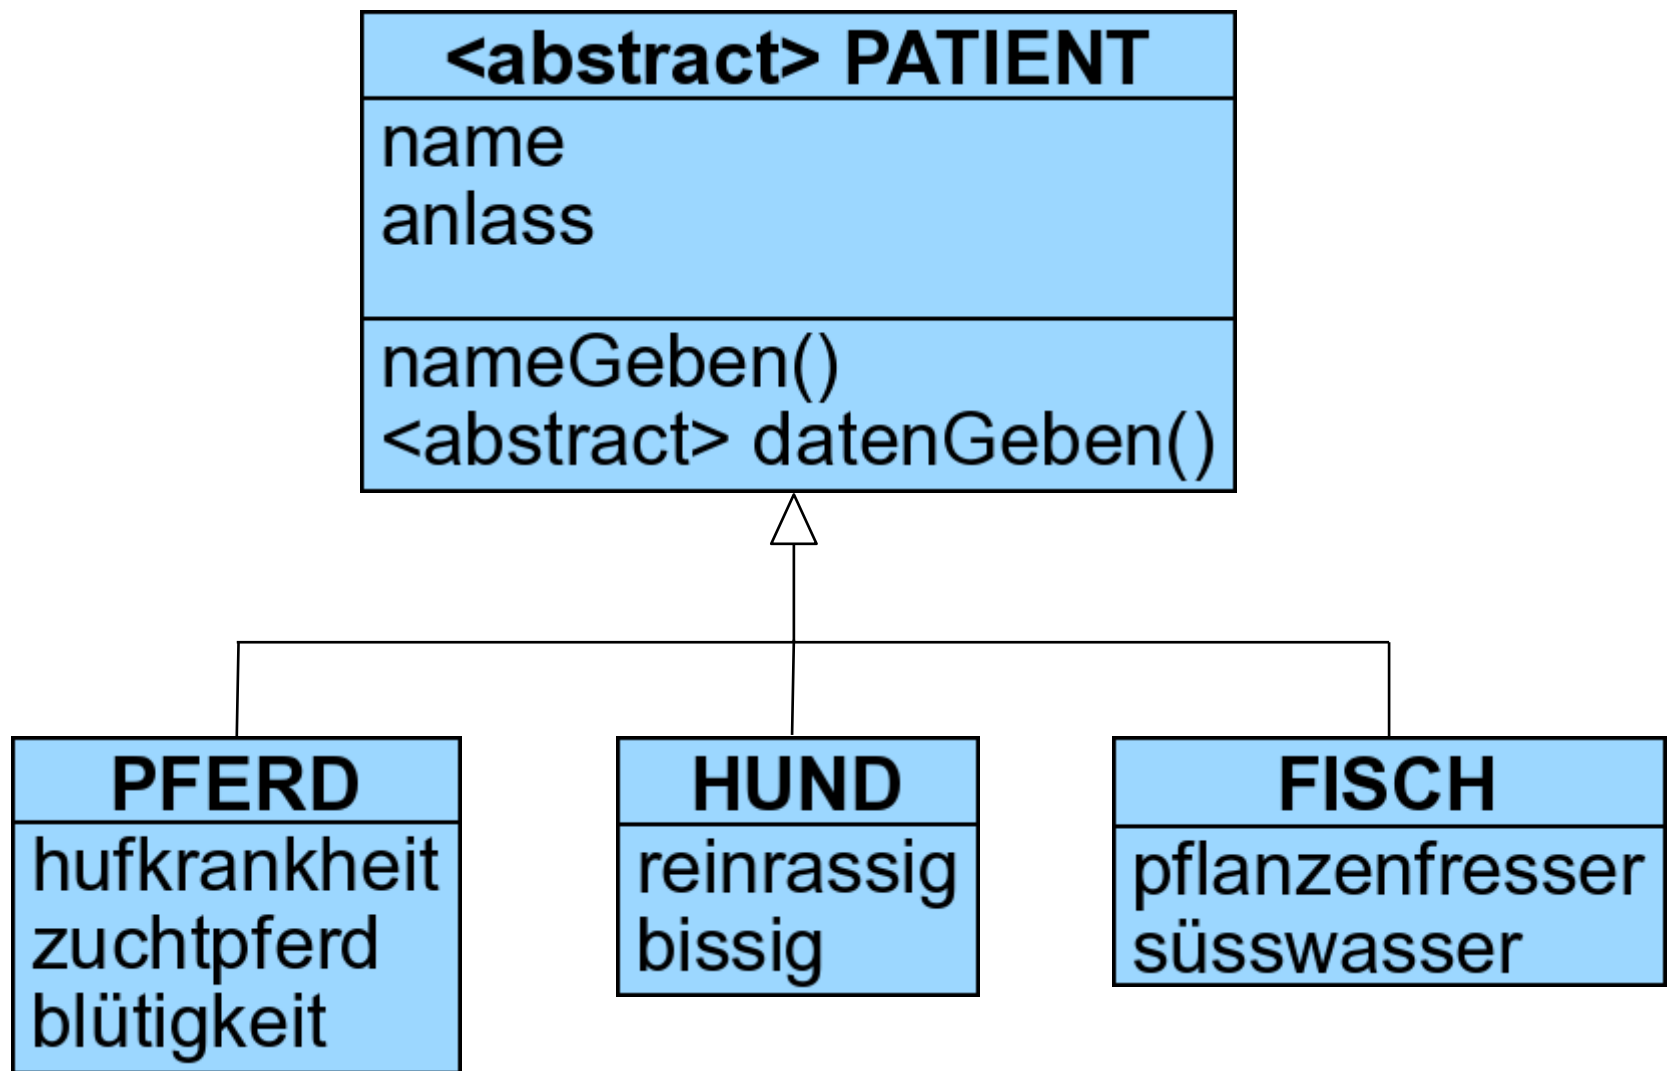 <abstract> PATIENT
name
anlass
nameGeben()
<abstract> datenGeben()
PFERD
hufkrankheit
zuchtpferd
blütigkeit
HUND
reinrassig
bissig
FISCH
pflanzenfresser
süsswasser